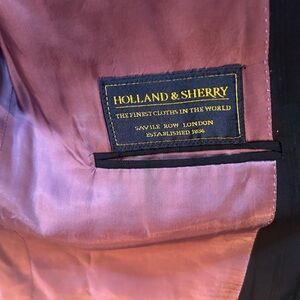 HOLLAND & SHERRY
THE FINEST CLOTHS IN THE WORLD
SAVILE ROW LONDON
ESTABLISHED 1836